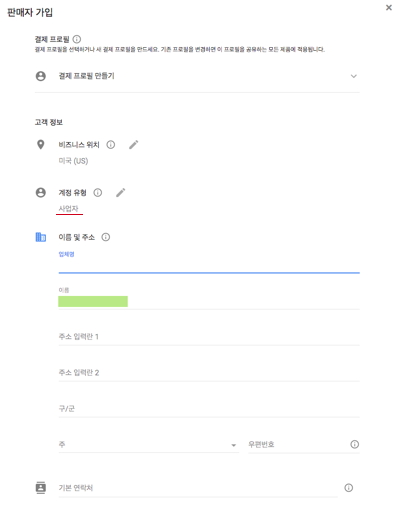 판매자 가입
결제 프로필
결제 프로필을 선택하거나 새 결제 프로필을 만드세요. 기존 프로필을 변경하면 이 프로필을 공유하는 모든 제품에 적용됩니다.
결제 프로필 만들기
고객 정보
비즈니스 위치
미국 (US)
계정 유형
사업자
이름 및 주소
업체명
이름
주소 입력란 1
주소 입력란 2
구/군
주 우편번호
기본 연락처